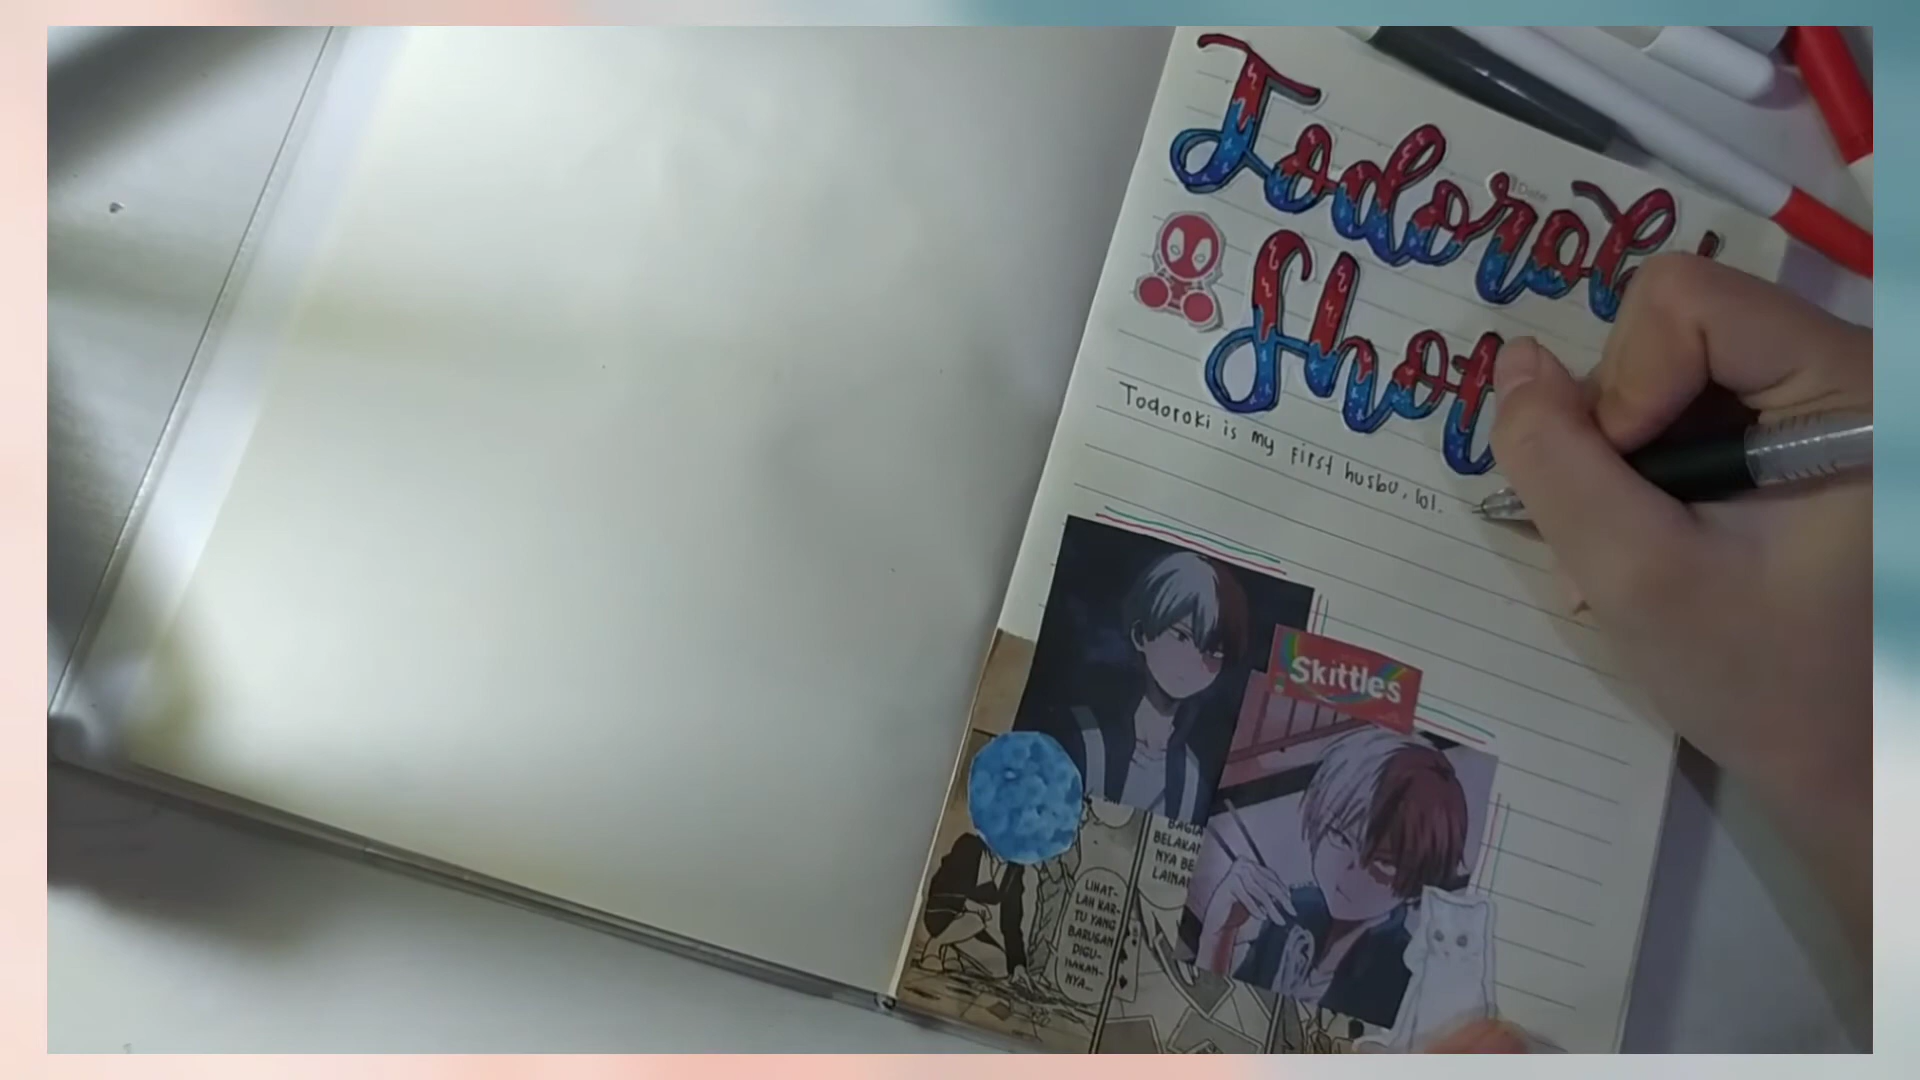 Todoroki
Shot
Date
Todoroki is my first husbu, lol.
Skittles
BAGIA
BELAKAN
NYA BE
LAINAN
LIHAT-
LAH KAR-
TU YANG
BARUSAN
DIGU-
NAKAN-
NYA...